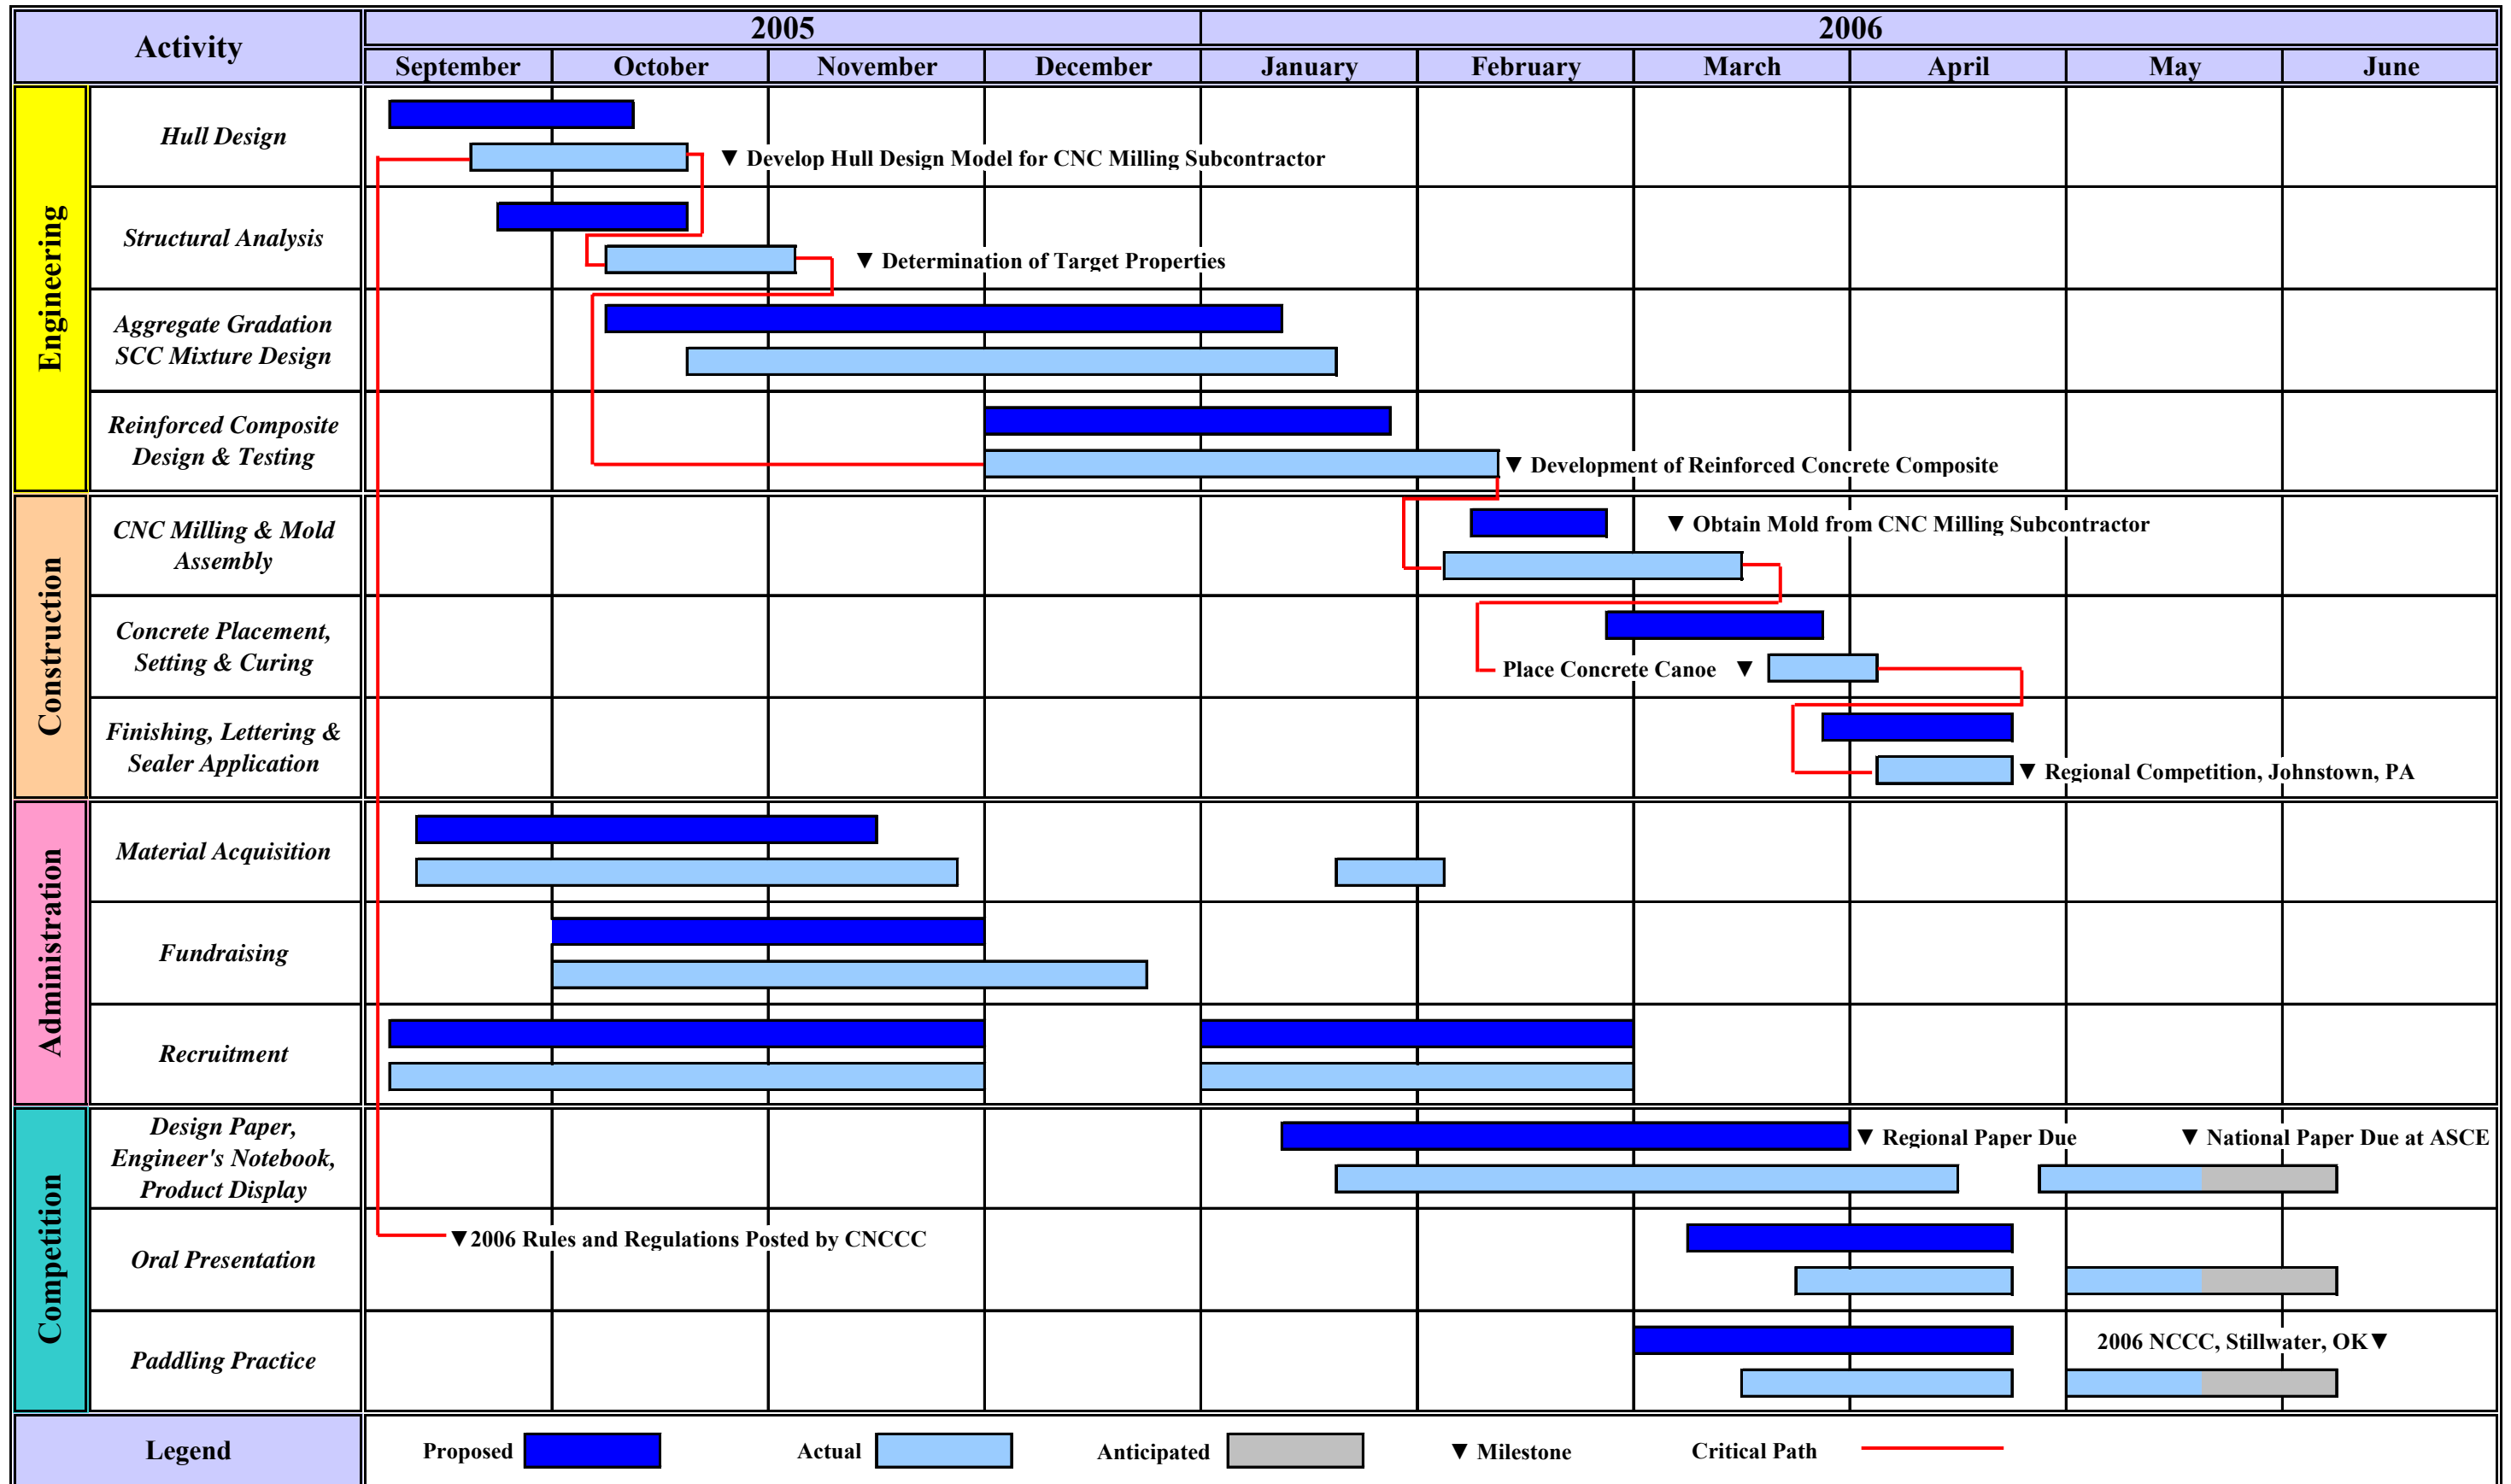 Activity
2005
2006
September
October
November
December
January
February
March
April
May
June
Engineering
Hull Design
▼ Develop Hull Design Model for CNC Milling Subcontractor
Structural Analysis
▼ Determination of Target Properties
Aggregate Gradation
SCC Mixture Design
Reinforced Composite
Design & Testing
▼ Development of Reinforced Concrete Composite
Construction
CNC Milling & Mold
Assembly
▼ Obtain Mold from CNC Milling Subcontractor
Concrete Placement,
Setting & Curing
Place Concrete Canoe ▼
Finishing, Lettering &
Sealer Application
▼ Regional Competition, Johnstown, PA
Administration
Material Acquisition
Fundraising
Recruitment
Competition
Design Paper,
Engineer's Notebook,
Product Display
▼ Regional Paper Due
▼ National Paper Due at ASCE
Oral Presentation
▼2006 Rules and Regulations Posted by CNCCC
Paddling Practice
2006 NCCC, Stillwater, OK▼
Legend
Proposed
Actual
Anticipated
▼ Milestone
Critical Path